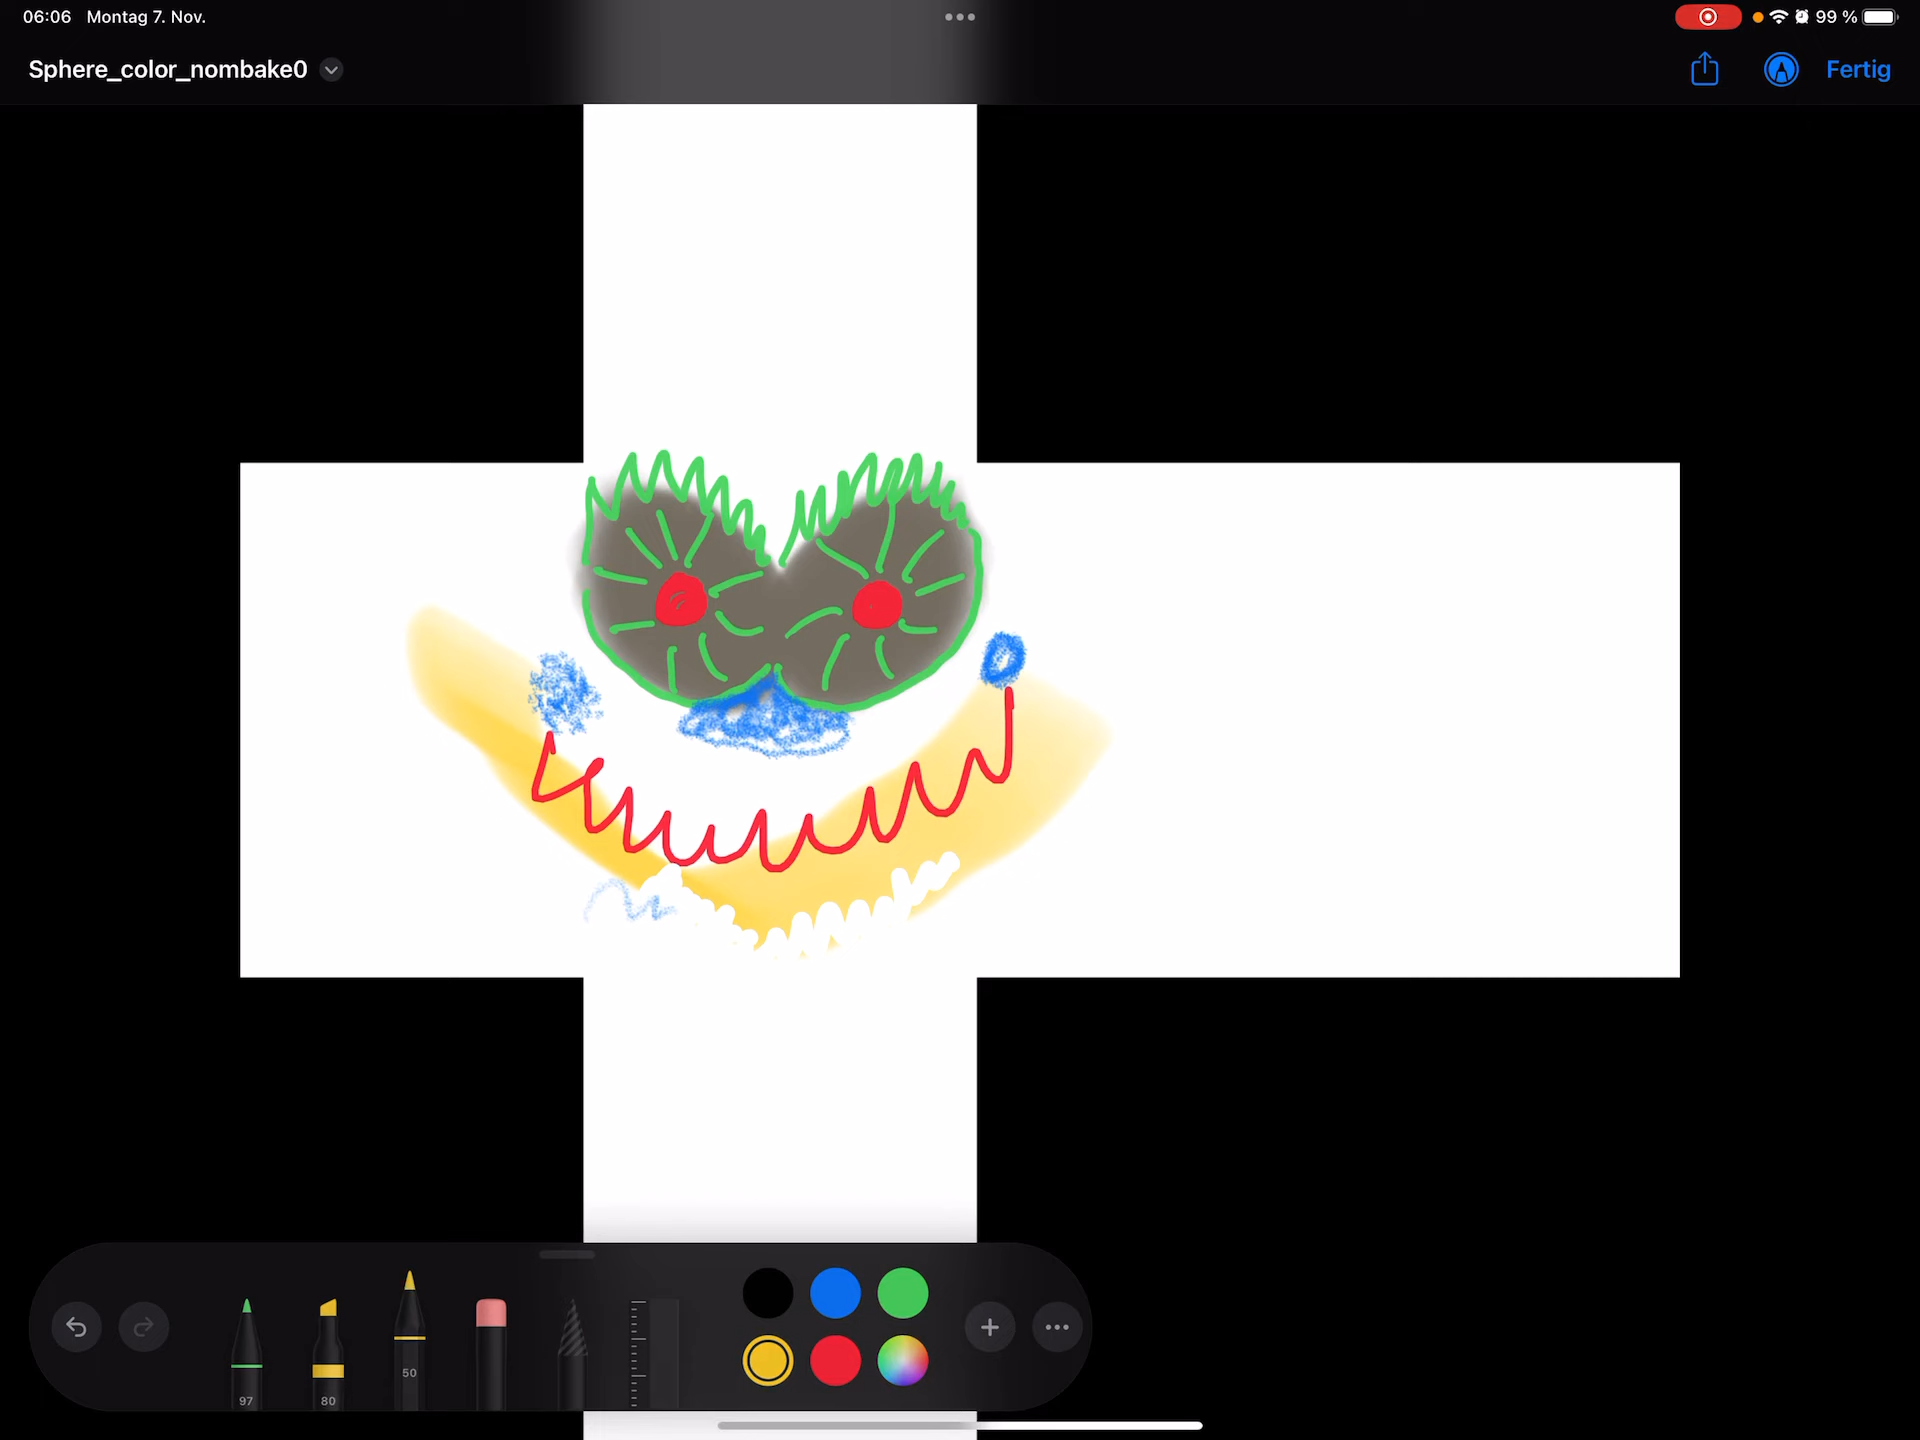 06:06 Montag 7. Nov.
99 %
Sphere_color_nombake0
Fertig
97
80
50